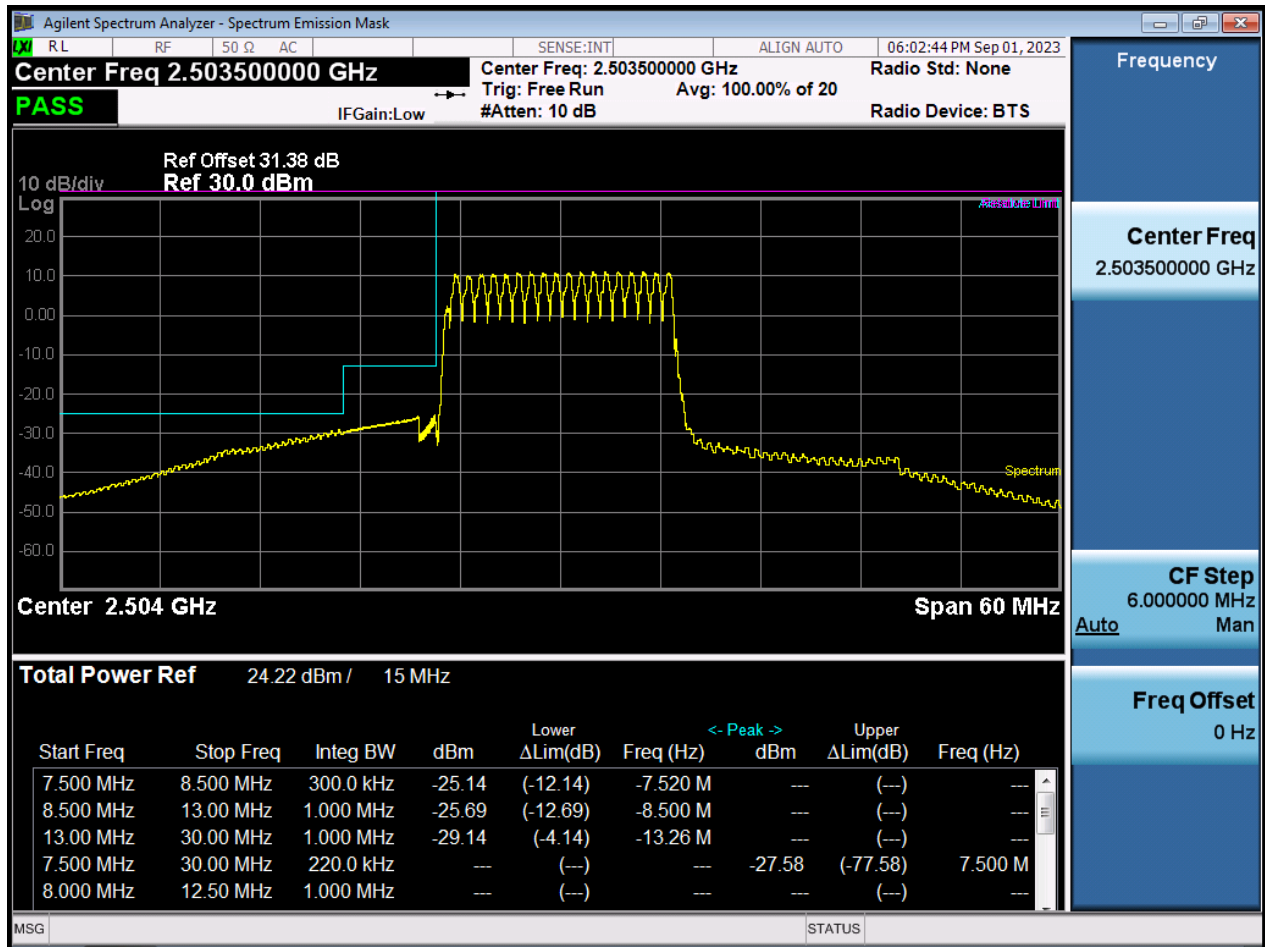 Agilent Spectrum Analyzer - Spectrum Emission Mask
LXI RL RF 50 Ω AC SENSE:INT ALIGN AUTO 06:02:44 PM Sep 01, 2023
Center Freq 2.503500000 GHz Center Freq: 2.503500000 GHz Radio Std: None
Trig: Free Run Avg: 100.00% of 20
PASS IFGain:Low #Atten: 10 dB Radio Device: BTS
Ref Offset 31.38 dB
10 dB/div Ref 30.0 dBm
Log
20.0
10.0
0.00
-10.0
-20.0
-30.0
-40.0
Spectrum
-50.0
-60.0
Center 2.504 GHz Span 60 MHz
Total Power Ref 24.22 dBm / 15 MHz
Lower <- Peak -> Upper
Start Freq Stop Freq Integ BW dBm ΔLim(dB) Freq (Hz) dBm ΔLim(dB) Freq (Hz)
7.500 MHz 8.500 MHz 300.0 kHz -25.14 (-12.14) -7.520 M --- (---) ---
8.500 MHz 13.00 MHz 1.000 MHz -25.69 (-12.69) -8.500 M --- (---) ---
13.00 MHz 30.00 MHz 1.000 MHz -29.14 (-4.14) -13.26 M --- (---) ---
7.500 MHz 30.00 MHz 220.0 kHz --- (---) --- -27.58 (-77.58) 7.500 M
8.000 MHz 12.50 MHz 1.000 MHz --- (---) --- --- (---) ---
MSG STATUS
Frequency
Center Freq
2.503500000 GHz
CF Step
6.000000 MHz
Auto Man
Freq Offset
0 Hz